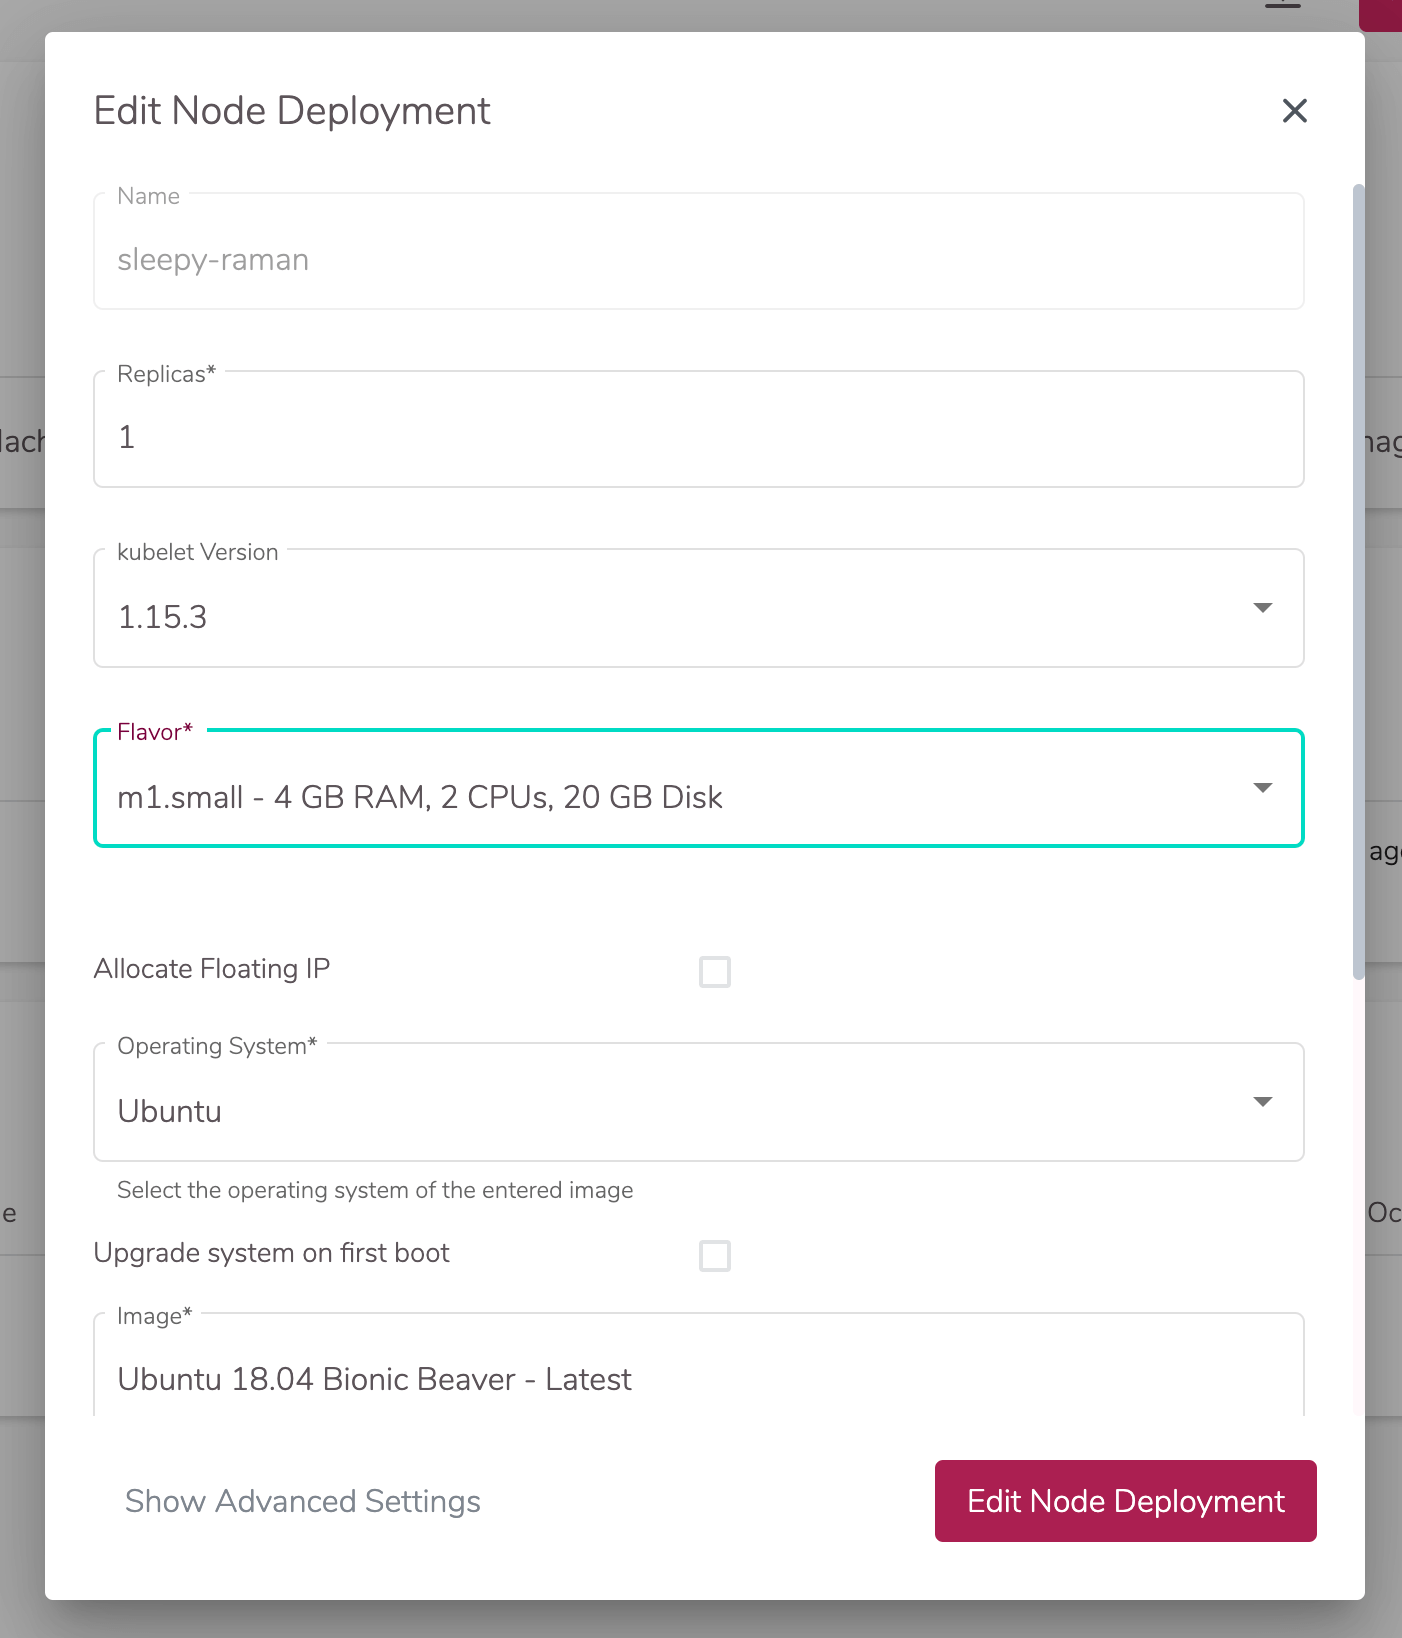 Edit Node Deployment
Name
sleepy-raman
Replicas*
1
kubelet Version
1.15.3
Flavor*
m1.small - 4 GB RAM, 2 CPUs, 20 GB Disk
Allocate Floating IP
Operating System*
Ubuntu
Select the operating system of the entered image
Upgrade system on first boot
Image*
Ubuntu 18.04 Bionic Beaver - Latest
Show Advanced Settings
Edit Node Deployment